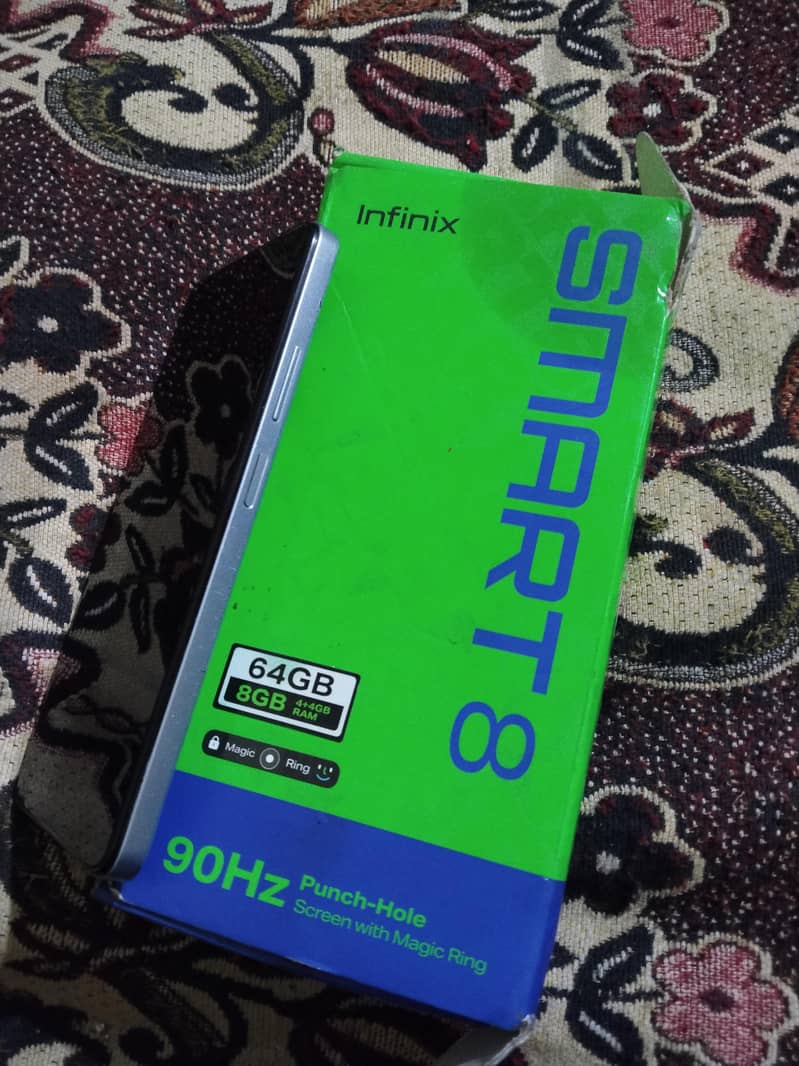 Infinix
SMART 8
64GB
8GB 4+4GB RAM
Magic Ring
90Hz Punch-Hole
Screen with Magic Ring